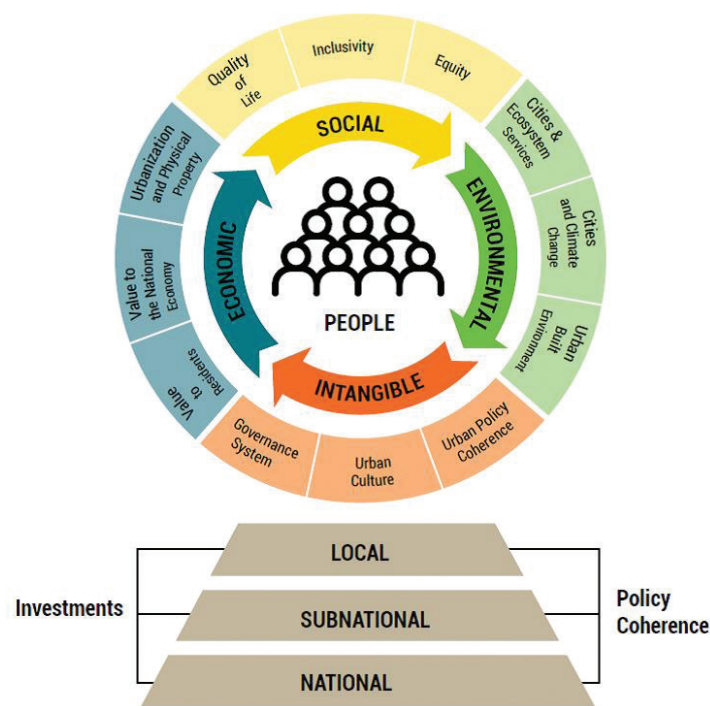 Quality
of
Life
Inclusivity
Equity
Cities &
Ecosystem
Services
Cities
and Climate
Change
Urban
Built
Environment
Urban Policy
Coherence
Urban
Culture
Governance
System
Value
to
Residents
Value to
the National
Economy
Urbanization
and Physical
Property
SOCIAL
ENVIRONMENTAL
INTANGIBLE
ECONOMIC
PEOPLE
LOCAL
Investments
SUBNATIONAL
Policy
Coherence
NATIONAL